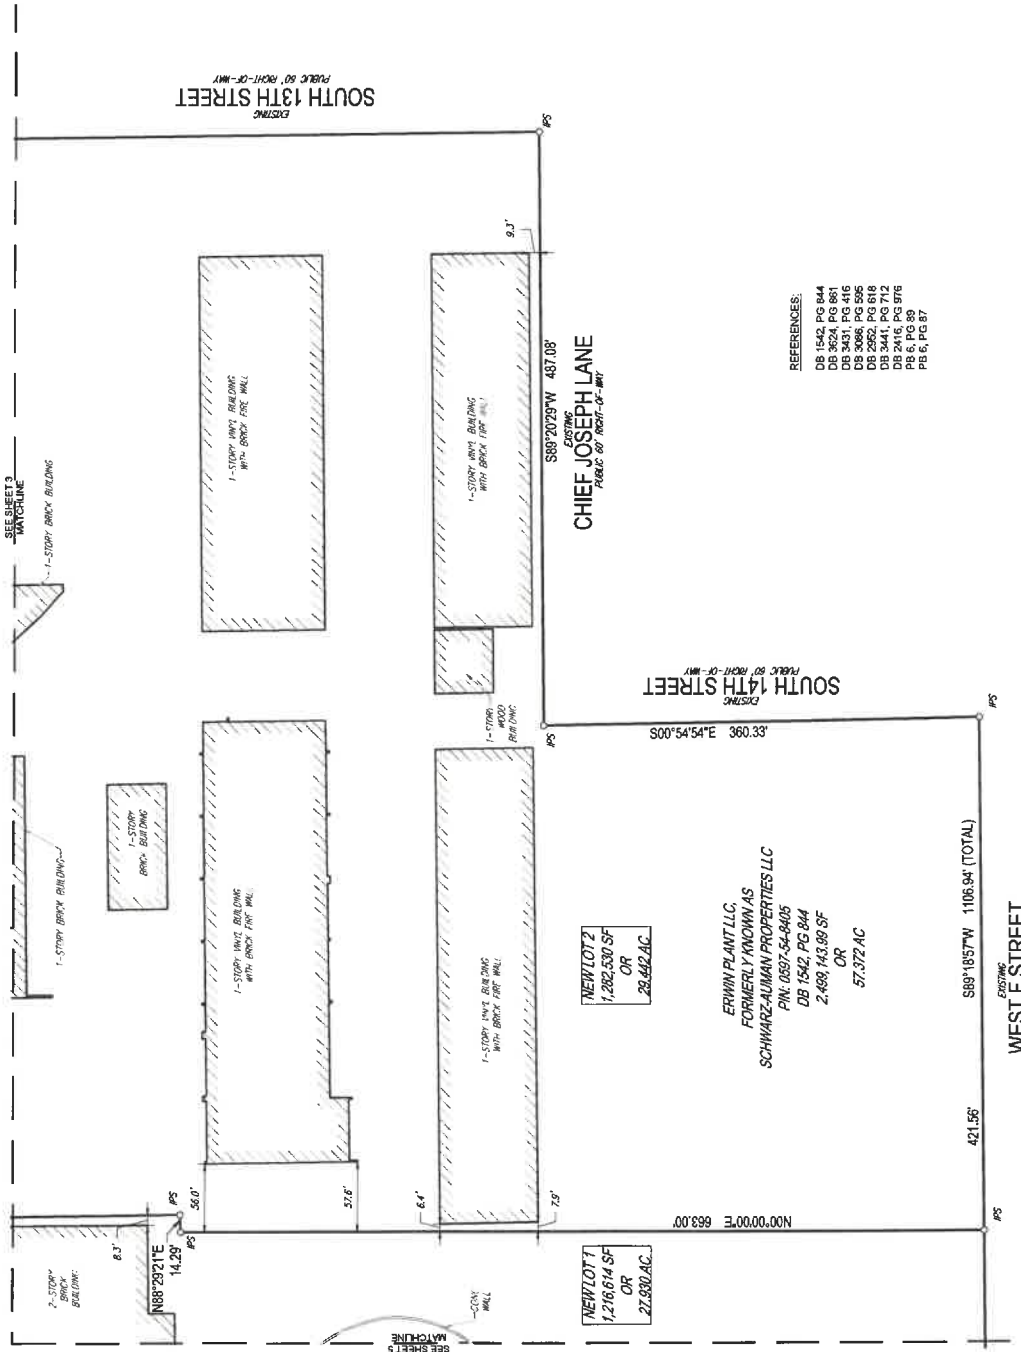 SEE SHEET 3
MATCHLINE
EXISTING
SOUTH 13TH STREET
PUBLIC 60' RIGHT-OF-WAY
1-STORY BRICK BUILDING
1-STORY VINYL BUILDING
WITH BRICK FIRE WALL
1-STORY VINYL BUILDING
WITH BRICK FIRE WALL
9.3'
IPS
S89°20'29"W 487.08'
EXISTING
CHIEF JOSEPH LANE
PUBLIC 60' RIGHT-OF-WAY
REFERENCES:
DB 1542, PG 844
DB 3624, PG 861
DB 3431, PG 416
DB 3086, PG 595
DB 2952, PG 618
DB 3441, PG 712
DB 2416, PG 976
PB 6, PG 89
PB 6, PG 87
1-STORY
WOOD
BUILDING
IPS
EXISTING
SOUTH 14TH STREET
PUBLIC 60' RIGHT-OF-WAY
S00°54'54"E 360.33'
IPS
1-STORY BRICK BUILDING
1-STORY
BRICK BUILDING
1-STORY VINYL BUILDING
WITH BRICK FIRE WALL
1-STORY VINYL BUILDING
WITH BRICK FIRE WALL
NEW LOT 2
1,282,530 SF
OR
29.442 AC.
ERWIN PLANT LLC,
FORMERLY KNOWN AS
SCHWARZ-AUMAN PROPERTIES LLC
PIN: 0597-54-8405
DB 1542, PG 844
2,499,143.99 SF
OR
57.372 AC
S89°18'57"W 1106.94' (TOTAL)
421.56'
EXISTING
WEST E STREET
2-STORY
BRICK
BUILDING
8.3'
N88°29'21"E
14.29'
IPS
IPS
56.0'
57.6'
6.4'
7.9'
N00°00'00"E 663.00'
IPS
CONC.
WALL
SEE SHEET 5
MATCHLINE
NEW LOT 1
1,216,614 SF
OR
27.930 AC.